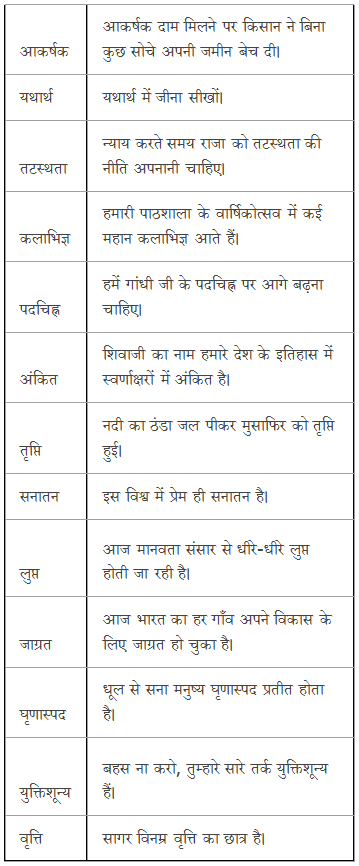 आकर्षक दाम मिलने पर किसान ने बिना
आकर्षक कुछ सोचे अपनी जमीन बेच दी।
यथार्थ यथार्थ में जीना सीखों।
न्याय करते समय राजा को तटस्थता की
तटस्थता नीति अपनानी चाहिए।
हमारी पाठशाला के वार्षिकोत्सव में कई
कलाभिज्ञ महान कलाभिज्ञ आते हैं।
हमें गांधी जी के पदचिह्न पर आगे बढ़ना
पदचिह्न चाहिए।
शिवाजी का नाम हमारे देश के इतिहास में
अंकित स्वर्णाक्षरों में अंकित है।
नदी का ठंडा जल पीकर मुसाफिर को तृप्ति
तृप्ति हुई।
सनातन इस विश्व में प्रेम ही सनातन है।
आज मानवता संसार से धीरे-धीरे लुप्त
लुप्त होती जा रही है।
आज भारत का हर गाँव अपने विकास के
जाग्रत लिए जाग्रत हो चुका है।
धूल से सना मनुष्य घृणास्पद प्रतीत होता
घृणास्पद है।
बहस ना करो, तुम्हारे सारे तर्क युक्तिशून्य
युक्तिशून्य हैं।
वृत्ति सागर विनम्र वृत्ति का छात्र है।